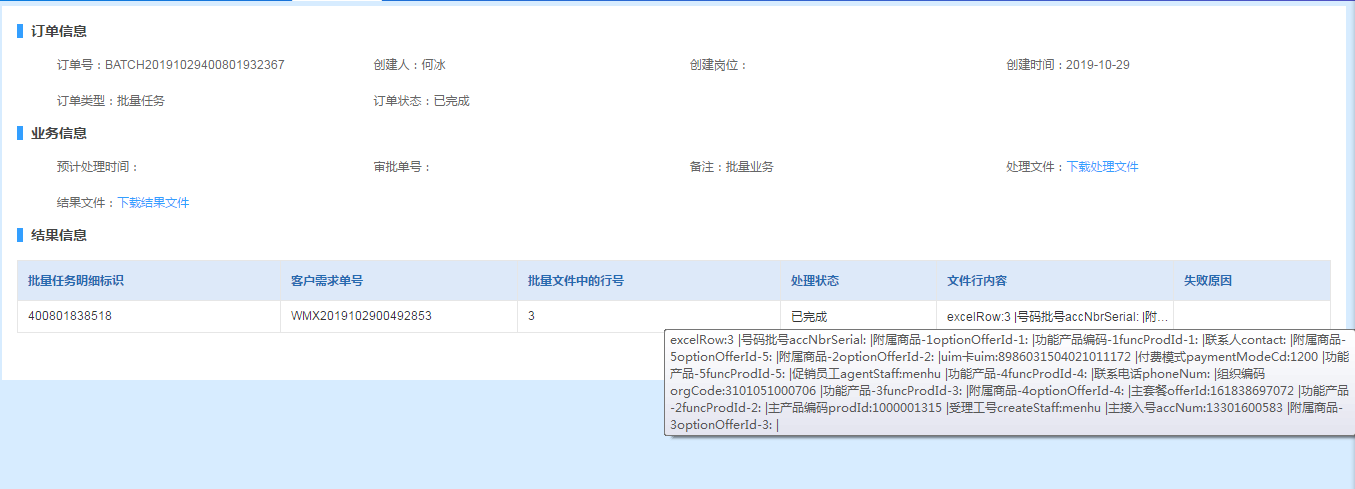 订单信息
订单号：BATCH20191029400801932367 创建人：何冰 创建岗位： 创建时间：2019-10-29
订单类型：批量任务 订单状态：已完成
业务信息
预计处理时间： 审批单号： 备注：批量业务 处理文件：下载处理文件
结果文件：下载结果文件
结果信息
批量任务明细标识 客户需求单号 批量文件中的行号 处理状态 文件行内容 失败原因
400801838518 WMX2019102900492853 3 已完成 excelRow:3 |号码批号accNbrSerial: |附...
excelRow:3 |号码批号accNbrSerial: |附属商品-1optionOfferId-1: |功能产品编码-1funcProdId-1: |联系人contact: |附属商品-
5optionOfferId-5: |附属商品-2optionOfferId-2: |uim卡uim:8986031504021011172 |付费模式paymentModeCd:1200 |功能
产品-5funcProdId-5: |促销员工agentStaff:menhu |功能产品-4funcProdId-4: |联系电话phoneNum: |组织编码
orgCode:3101051000706 |功能产品-3funcProdId-3: |附属商品-4optionOfferId-4: |主套餐offerId:161838697072 |功能产品
-2funcProdId-2: |主产品编码prodId:1000001315 |受理工号createStaff:menhu |主接入号accNum:13301600583 |附属商品-
3optionOfferId-3: |